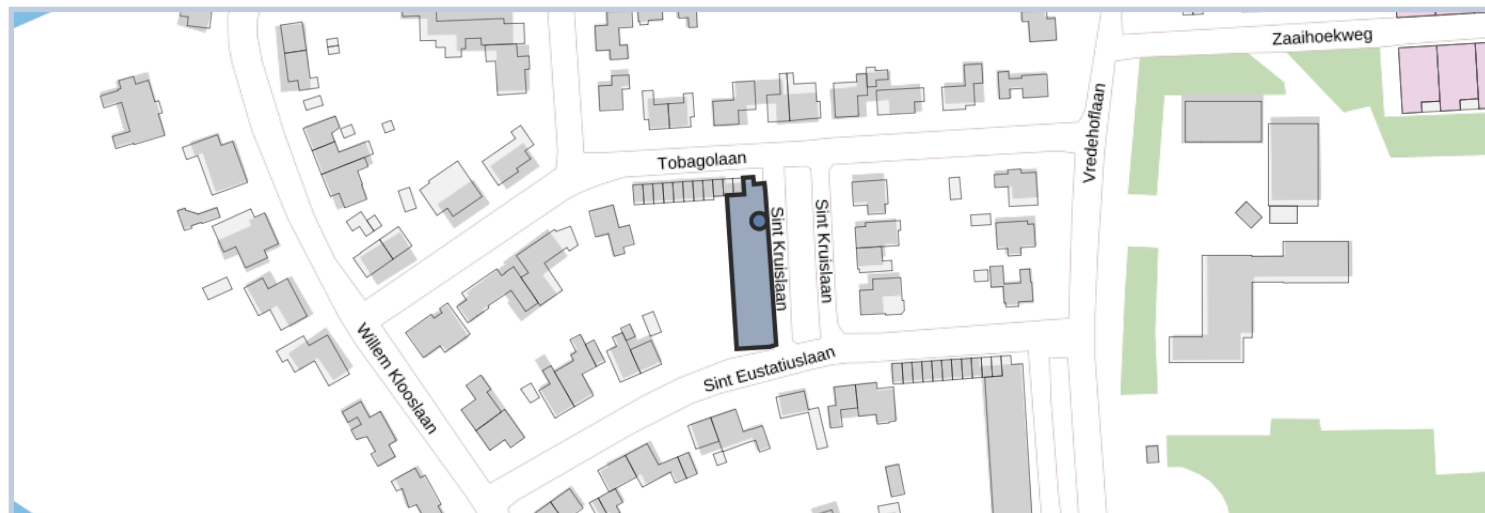 Zaaihoekweg
Vredehoflaan
Tobagolaan
Sint Kruislaan
Sint Kruislaan
Willem Klooslaan
Sint Eustatiuslaan